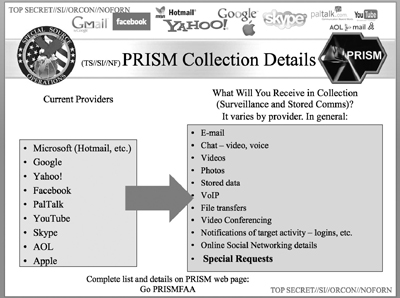 TOP SECRET//SI//ORCON//NOFORN
Gmail
facebook
Hotmail
msn
YAHOO!
Google
skype
paltalk.com
YouTube
AOL mail
SPECIAL SOURCE OPERATIONS
(TS//SI//NF) PRISM Collection Details
PRISM
Current Providers
What Will You Receive in Collection
(Surveillance and Stored Comms)?
It varies by provider. In general:
• Microsoft (Hotmail, etc.)
• Google
• Yahoo!
• Facebook
• PalTalk
• YouTube
• Skype
• AOL
• Apple
• E-mail
• Chat – video, voice
• Videos
• Photos
• Stored data
• VoIP
• File transfers
• Video Conferencing
• Notifications of target activity – logins, etc.
• Online Social Networking details
• Special Requests
Complete list and details on PRISM web page:
Go PRISMFAA
TOP SECRET//SI//ORCON//NOFORN